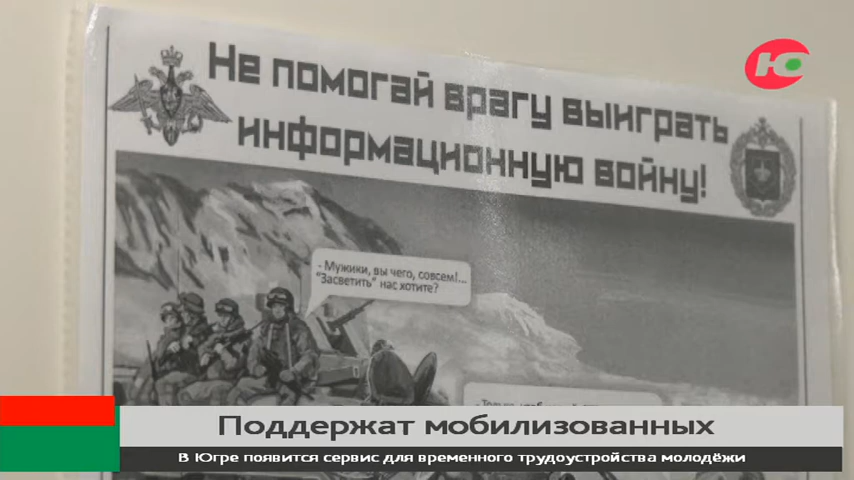 Не помогай врагу выиграть
информационную войну!
- Мужики, вы чего, совсем!...
"Засветить" нас хотите?
Поддержат мобилизованных
В Югре появится сервис для временного трудоустройства молодёжи